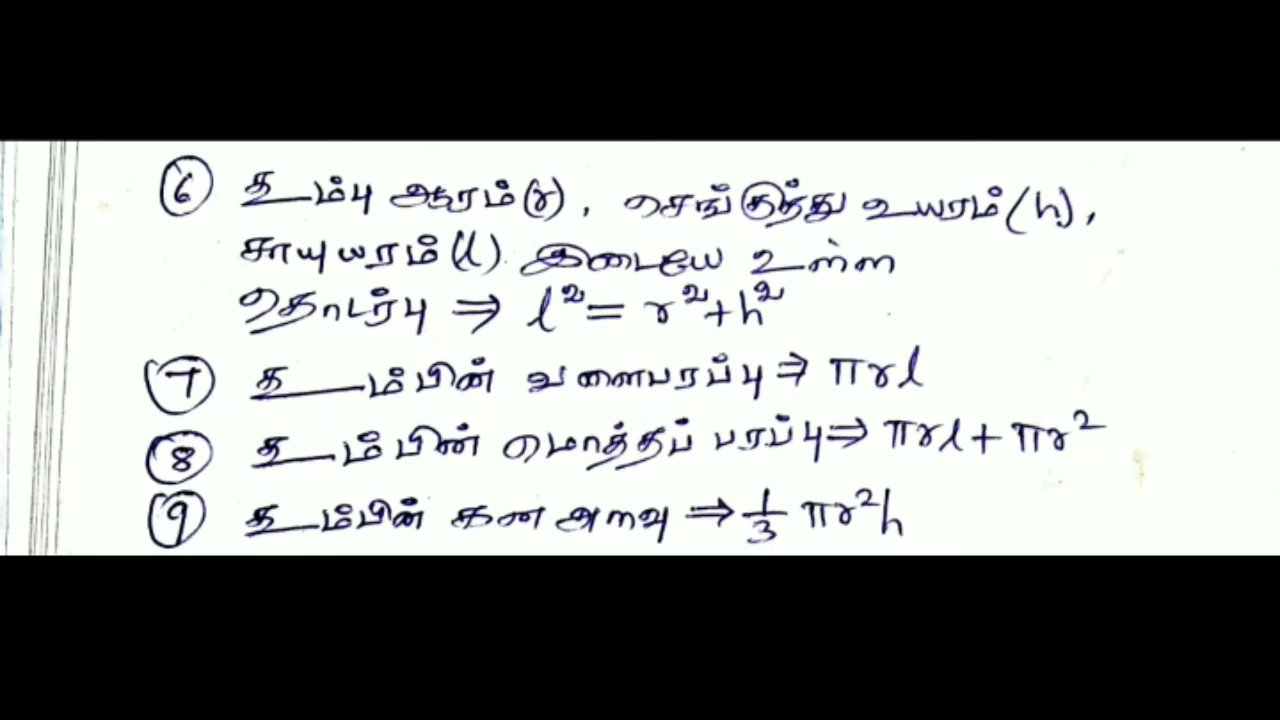 ⑥ கூம்பு ஆரம்(r), செங்குத்து உயரம்(h),
சாயுயரம்(l) இடையே உள்ள
தொடர்பு ⇒ l² = r² + h²
⑦ கூம்பின் வளைபரப்பு ⇒ πrl
⑧ கூம்பின் மொத்தப் பரப்பு ⇒ πrl + πr²
⑨ கூம்பின் கன அளவு ⇒ 1/3 πr²h